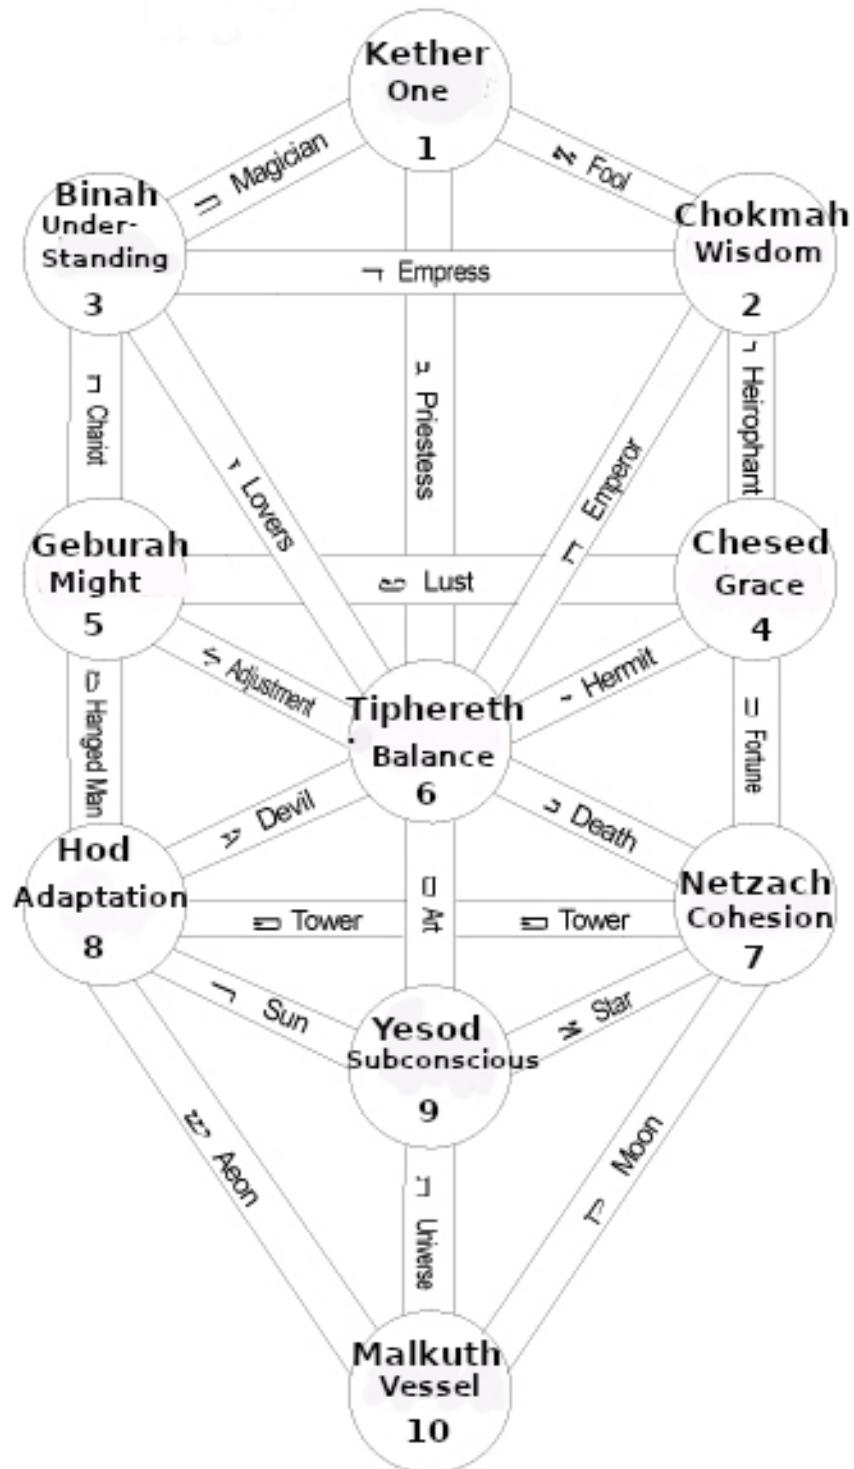 Kether
One
1
Magician
Fool
Binah
Under-
Standing
3
Chokmah
Wisdom
2
Empress
Chariot
Lovers
Priestess
Emperor
Heirophant
Geburah
Might
5
Lust
Chesed
Grace
4
Adjustment
Hermit
Hanged Man
Tiphereth
Balance
6
Fortune
Devil
Death
Hod
Adaptation
8
Art
Netzach
Cohesion
7
Tower
Tower
Sun
Star
Yesod
Subconscious
9
Aeon
Universe
Moon
Malkuth
Vessel
10